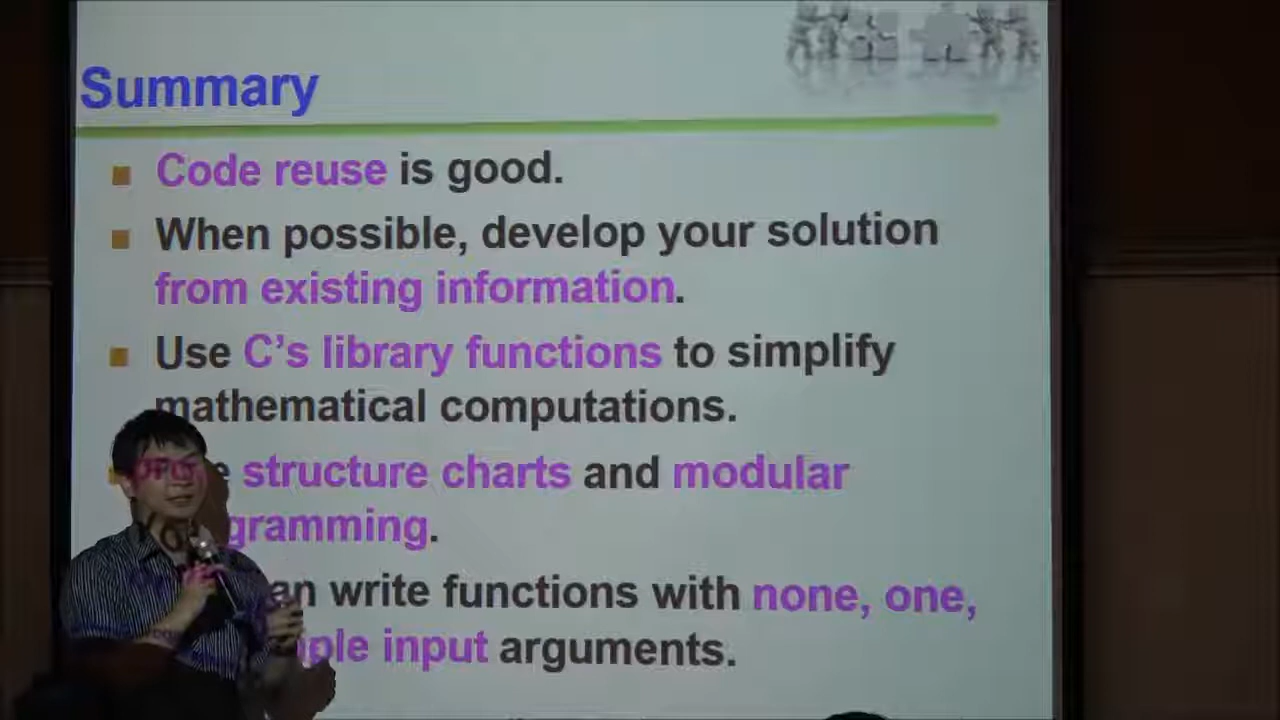 Summary
Code reuse is good.
When possible, develop your solution
from existing information.
Use C's library functions to simplify
mathematical computations.
structure charts and modular
gramming.
an write functions with none, one,
ple input arguments.